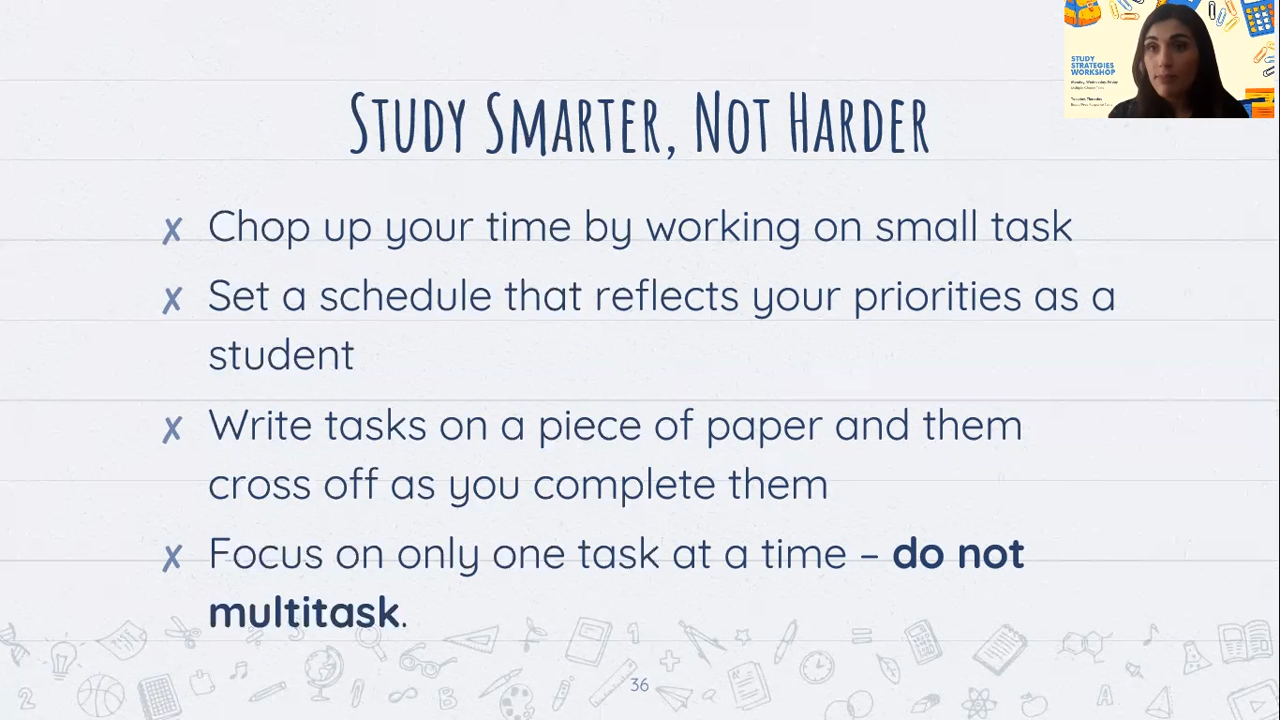 STUDY
STRATEGIES
WORKSHOP
Study Smarter, Not Harder
✗ Chop up your time by working on small task
✗ Set a schedule that reflects your priorities as a
student
✗ Write tasks on a piece of paper and them
cross off as you complete them
✗ Focus on only one task at a time – do not
multitask.
36